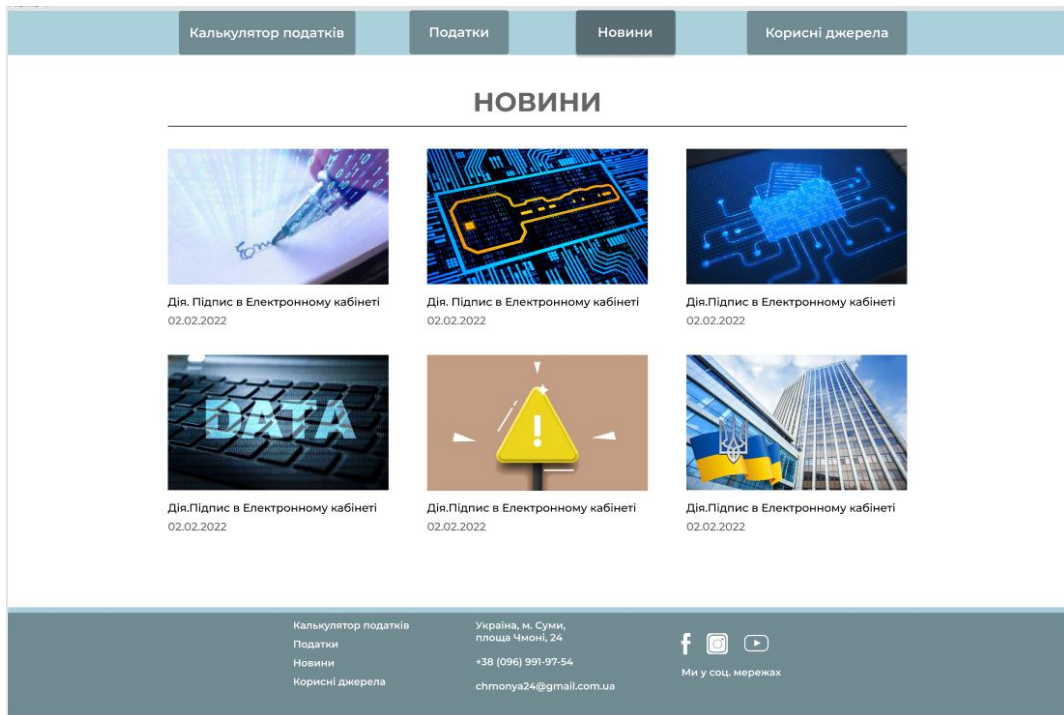 Калькулятор податків
Податки
Новини
Корисні джерела
НОВИНИ
Дія. Підпис в Електронному кабінеті
02.02.2022
Дія. Підпис в Електронному кабінеті
02.02.2022
Дія.Підпис в Електронному кабінеті
02.02.2022
DATA
Дія.Підпис в Електронному кабінеті
02.02.2022
Дія.Підпис в Електронному кабінеті
02.02.2022
Дія.Підпис в Електронному кабінеті
02.02.2022
Калькулятор податків
Податки
Новини
Корисні джерела
Україна, м. Суми,
площа Чмоні, 24
+38 (096) 991-97-54
chmonya24@gmail.com.ua
Ми у соц. мережах